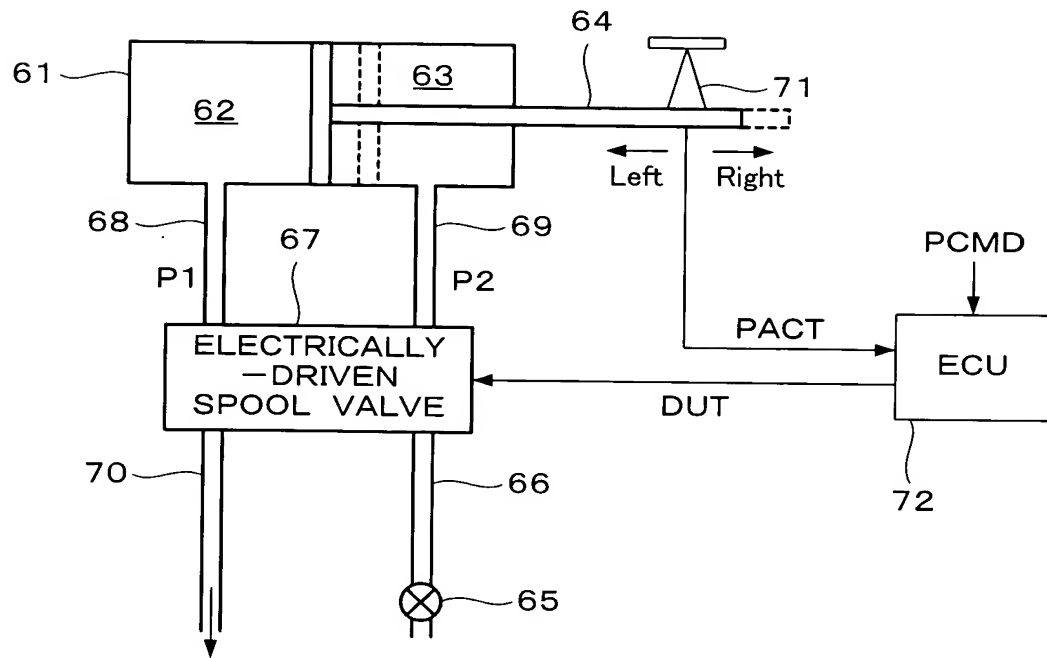 64
61
63
71
62
Left
Right
68
67
69
PCMD
P1
P2
ELECTRICALLY
-DRIVEN
SPOOL VALVE
PACT
ECU
DUT
70
66
72
65